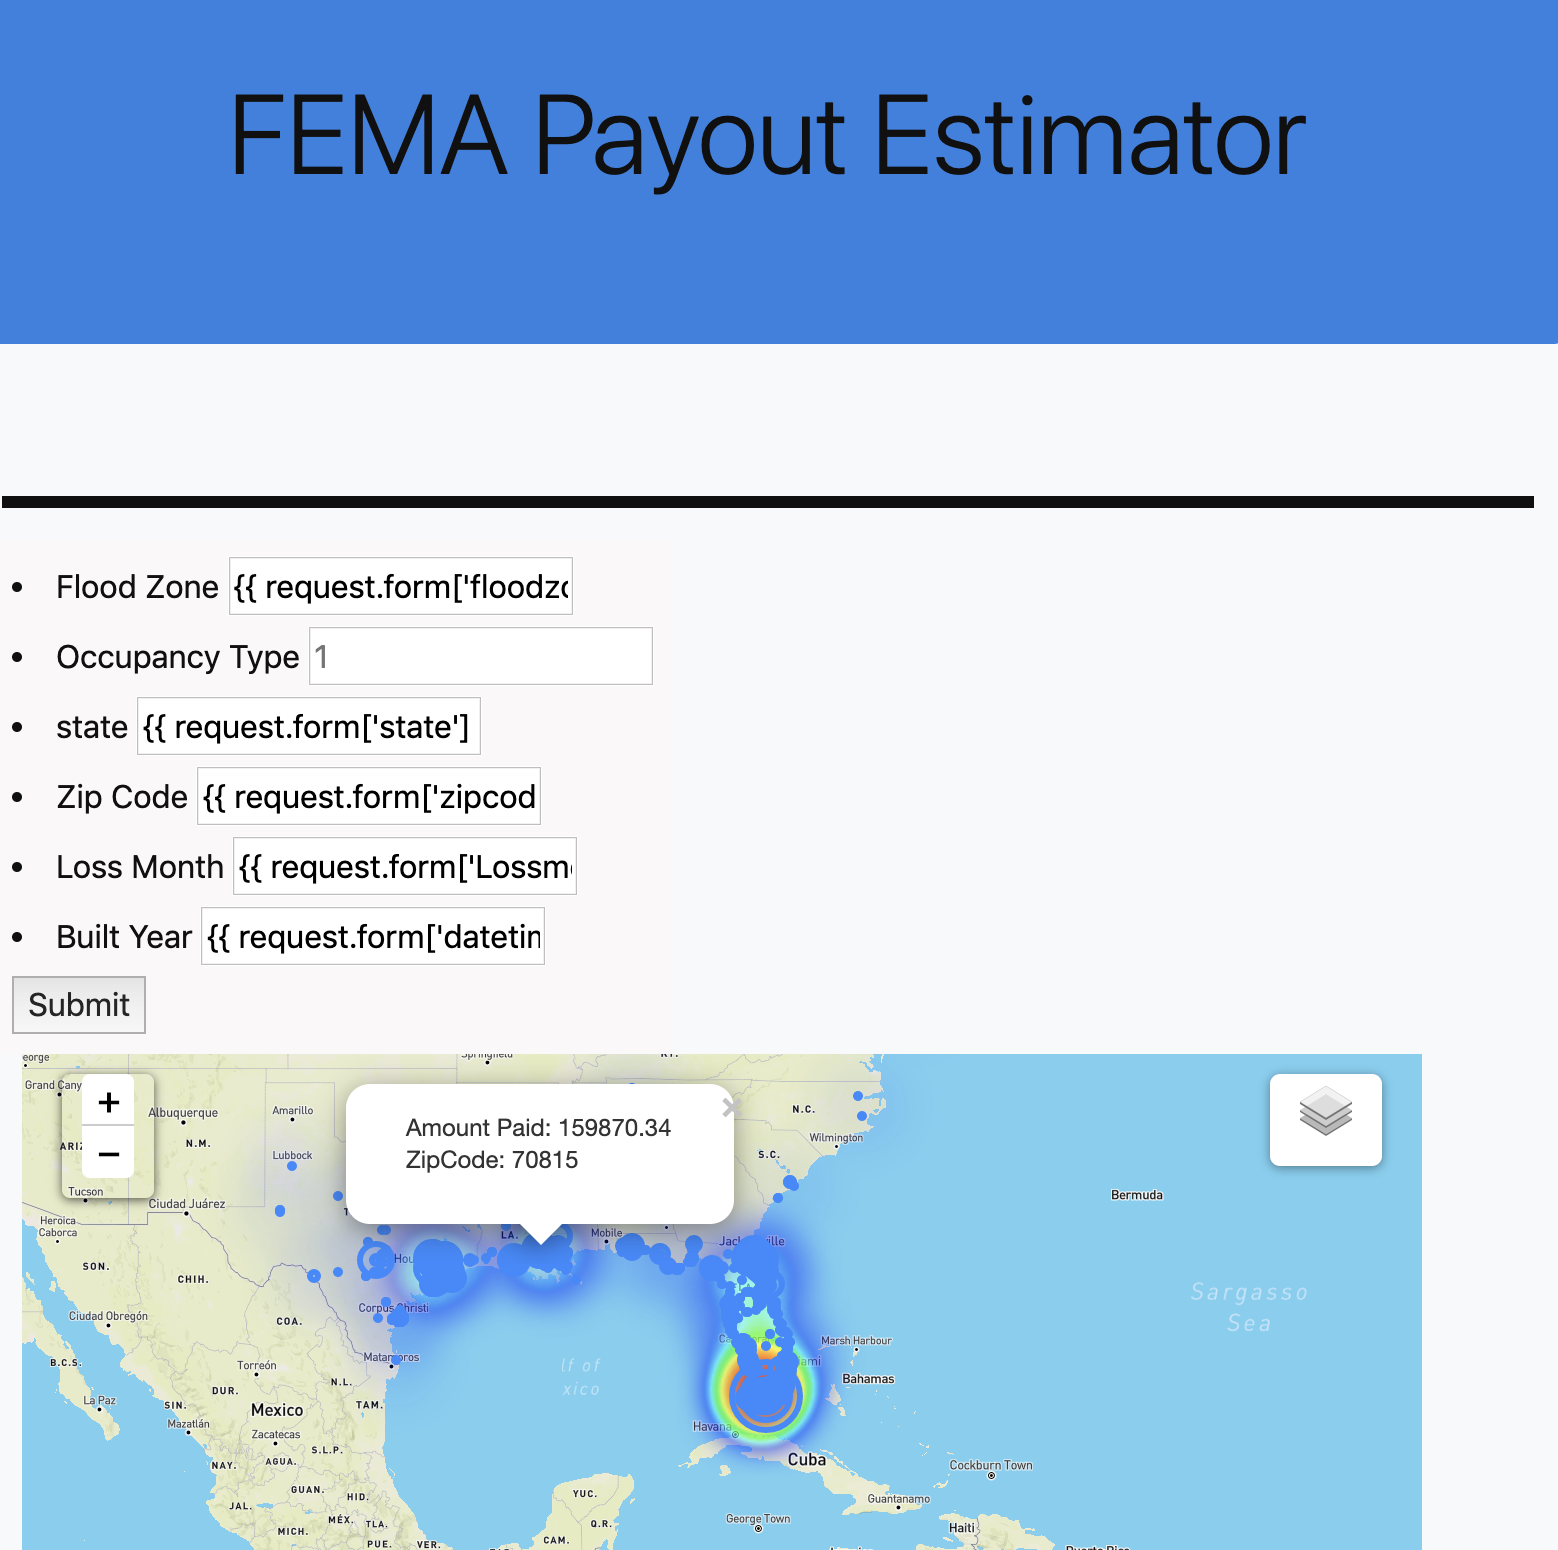 FEMA Payout Estimator
Flood Zone {{ request.form['floodzo
Occupancy Type 1
state {{ request.form['state']
Zip Code {{ request.form['zipcod
Loss Month {{ request.form['Lossm
Built Year {{ request.form['datetin
Submit
eorge
Springfield
KY.
Grand Cany
+
Albuquerque
Amarillo
Amount Paid: 159870.34
×
N.C.
ARIZ
N.M.
ZipCode: 70815
Wilmington
−
Lubbock
S.C.
Tucson
Ciudad Juárez
Bermuda
Heroica
Caborca
LA.
Mobile
SON.
CHIH.
Hou
Jack
ille
Sargasso
Sea
Ciudad Obregón
COA.
Corpus Christi
Marsh Harbour
B.C.S.
Torreón
Matamoros
lf of
xico
iami
Bahamas
La Paz
DUR.
N.L.
SIN.
Mexico
TAM.
Mazatlán
Zacatecas
Havana
S.L.P.
Cuba
NAY.
AGUA.
Cockburn Town
GUAN.
HID.
YUC.
Guantanamo
JAL.
MÉX.
TLA.
Q.R.
George Town
Haiti
MICH.
PUE.
VER.
CAM.
Puerto Rico